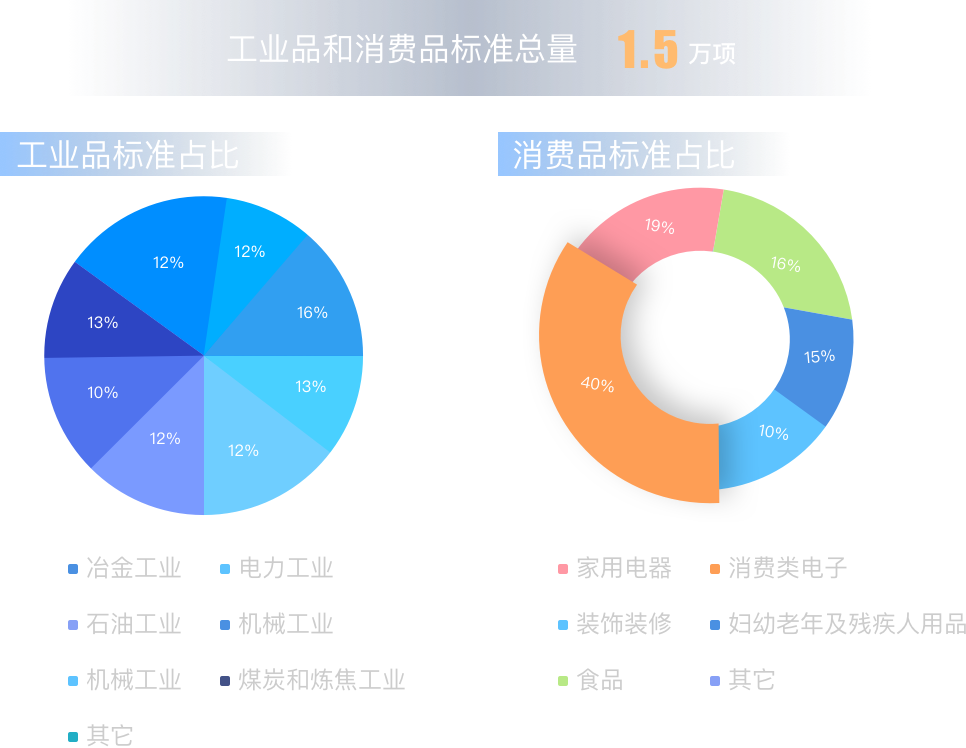 工业品和消费品标准总量 1.5 万项
工业品标准占比
消费品标准占比
12%
12%
16%
13%
13%
10%
12%
12%
19%
16%
15%
40%
10%
冶金工业 电力工业
石油工业 机械工业
机械工业 煤炭和炼焦工业
其它
家用电器 消费类电子
装饰装修 妇幼老年及残疾人用品
食品 其它